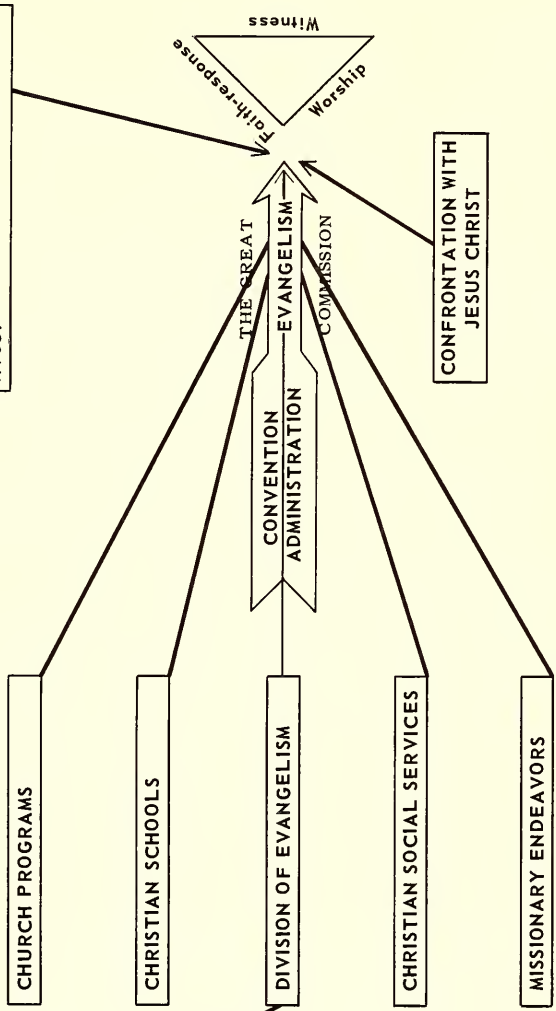 CHURCH PROGRAMS
CHRISTIAN SCHOOLS
DIVISION OF EVANGELISM
CHRISTIAN SOCIAL SERVICES
MISSIONARY ENDEAVORS
CONVENTION
ADMINISTRATION
THE GREAT
EVANGELISM
COMMISSION
Faith-response
Witness
Worship
CONFRONTATION WITH
JESUS CHRIST